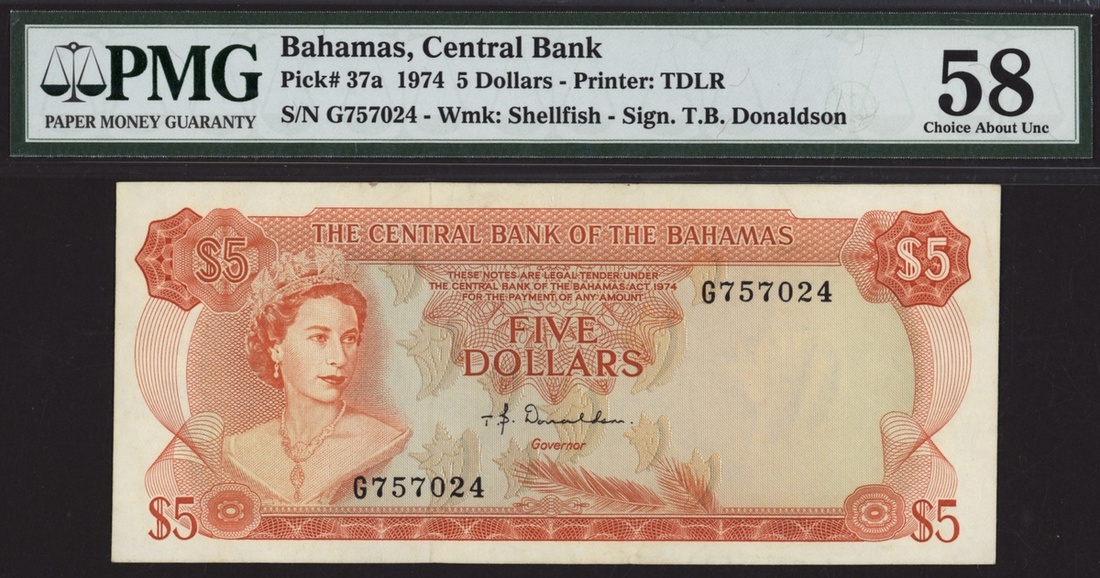 PMG
PAPER MONEY GUARANTY
Bahamas, Central Bank
Pick# 37a 1974 5 Dollars - Printer: TDLR
S/N G757024 - Wmk: Shellfish - Sign. T.B. Donaldson
58
Choice About Unc
$5
THE CENTRAL BANK OF THE BAHAMAS
$5
THESE NOTES ARE LEGAL TENDER UNDER
THE CENTRAL BANK OF THE BAHAMAS ACT 1974
FOR THE PAYMENT OF ANY AMOUNT
G757024
FIVE
DOLLARS
T B. Donaldson.
Governor
G757024
$5
$5